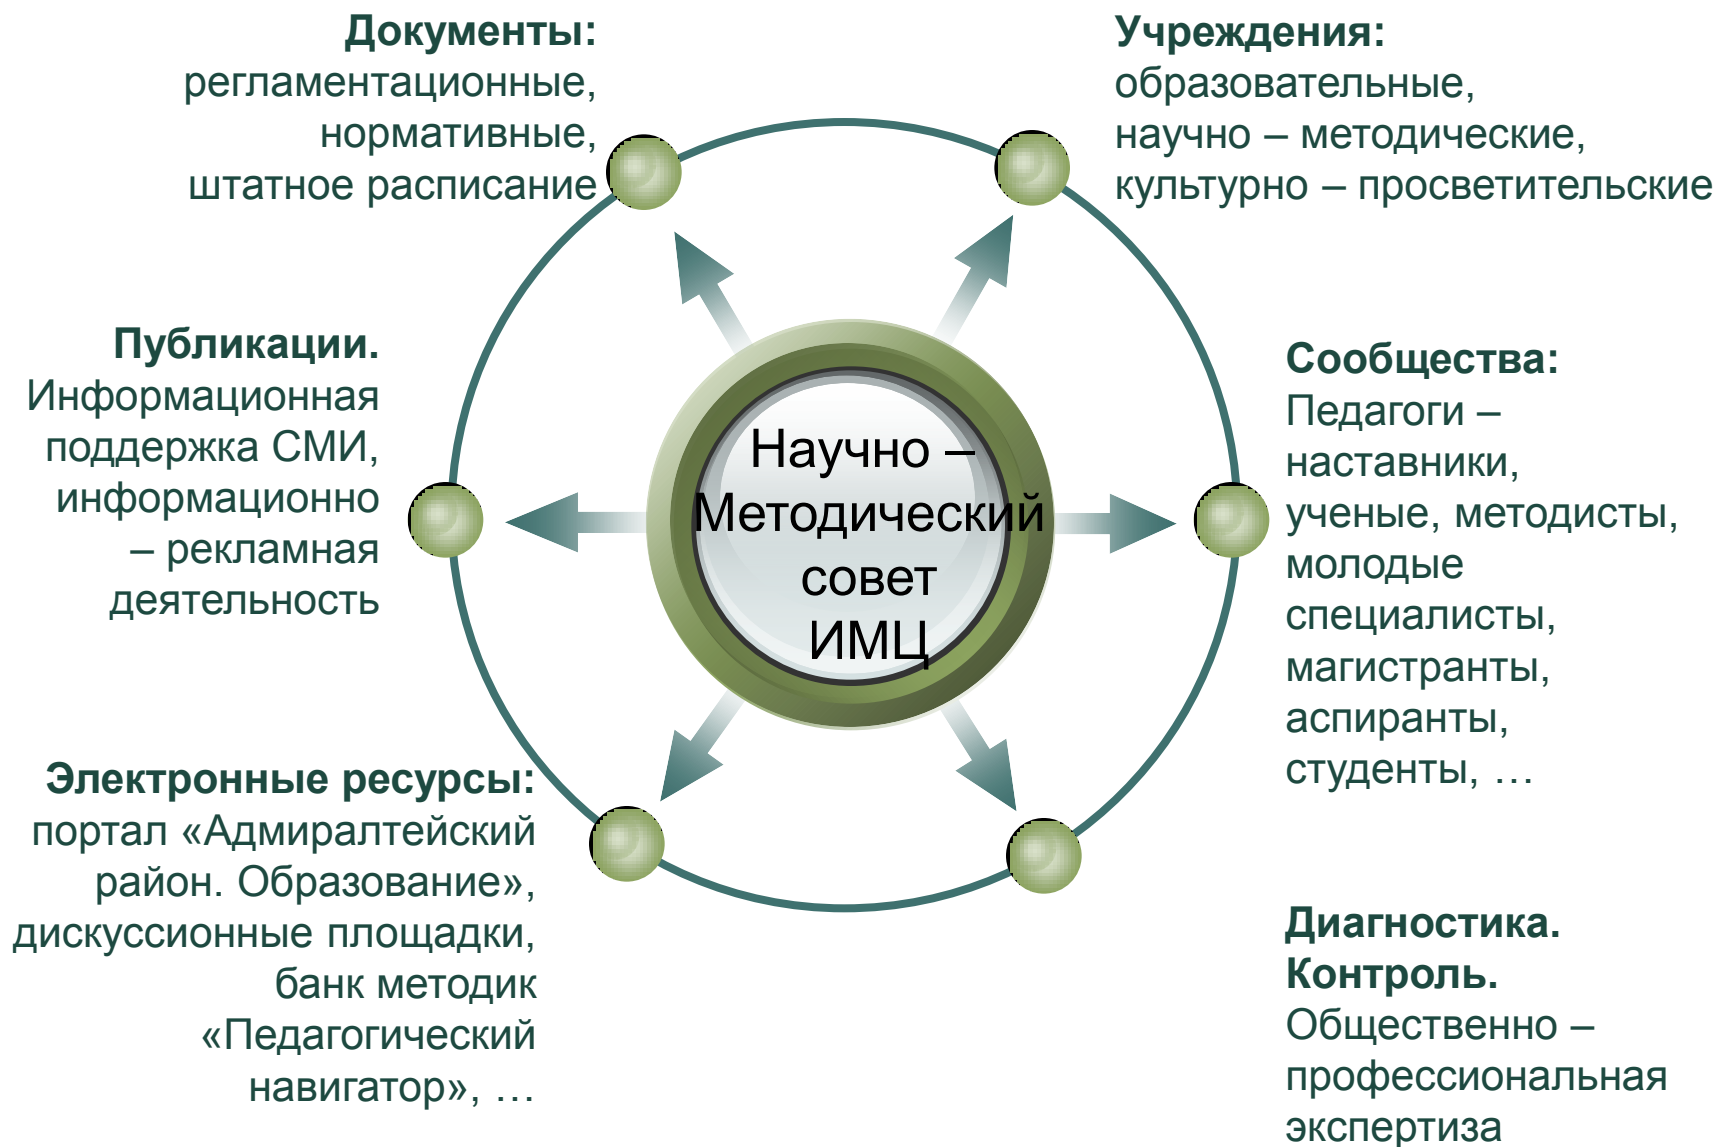 Документы:
регламентационные,
нормативные,
штатное расписание
Учреждения:
образовательные,
научно – методические,
культурно – просветительские
Публикации.
Информационная
поддержка СМИ,
информационно
– рекламная
деятельность
Научно –
Методический
совет
ИМЦ
Сообщества:
Педагоги –
наставники,
ученые, методисты,
молодые
специалисты,
магистранты,
аспиранты,
студенты, …
Электронные ресурсы:
портал «Адмиралтейский
район. Образование»,
дискуссионные площадки,
банк методик
«Педагогический
навигатор», …
Диагностика.
Контроль.
Общественно –
профессиональная
экспертиза